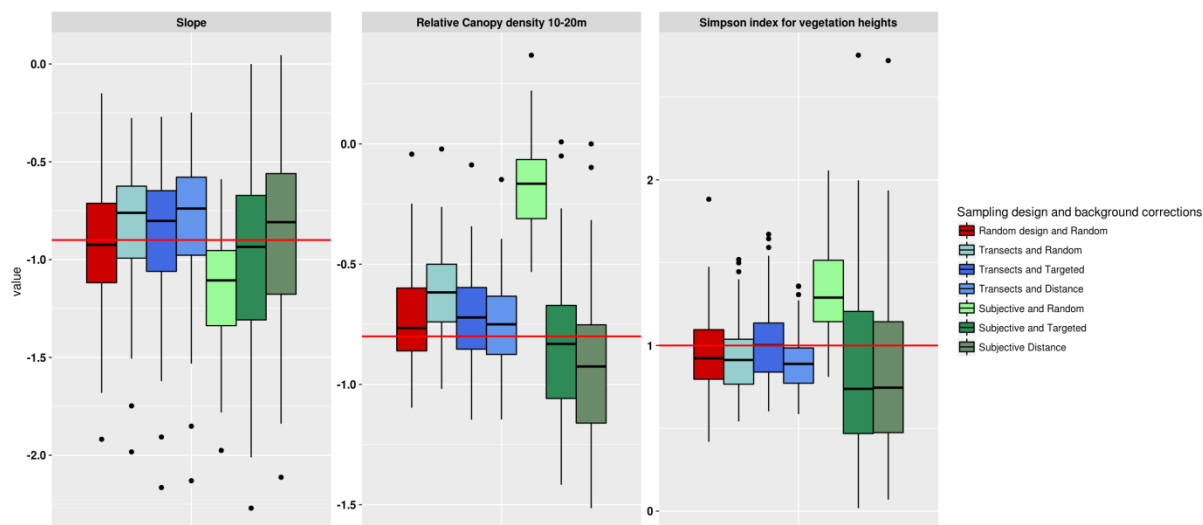 Slope
Relative Canopy density 10-20m
Simpson index for vegetation heights
value
0.0
-0.5
-1.0
-1.5
-2.0
0.0
-0.5
-1.0
-1.5
2
1
0
Sampling design and background corrections
Random design and Random
Transects and Random
Transects and Targeted
Transects and Distance
Subjective and Random
Subjective and Targeted
Subjective Distance